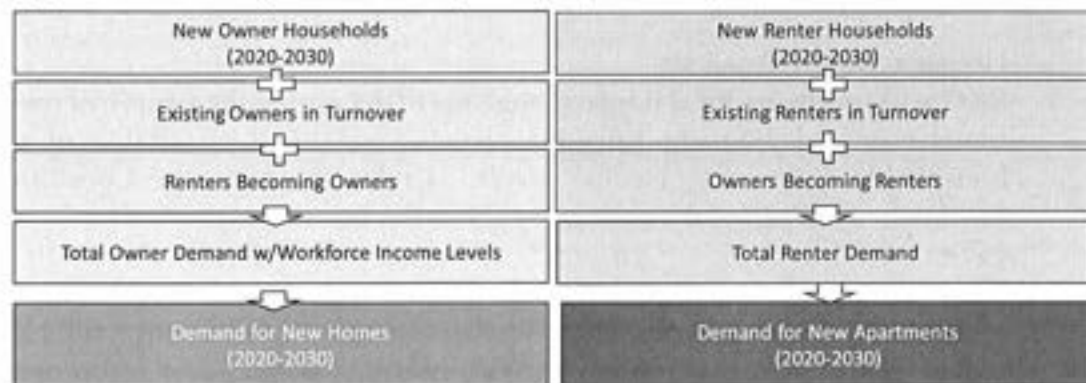 New Owner Households
(2020-2030)
Existing Owners in Turnover
Renters Becoming Owners
Total Owner Demand w/Workforce Income Levels
Demand for New Homes
(2020-2030)
New Renter Households
(2020-2030)
Existing Renters in Turnover
Owners Becoming Renters
Total Renter Demand
Demand for New Apartments
(2020-2030)